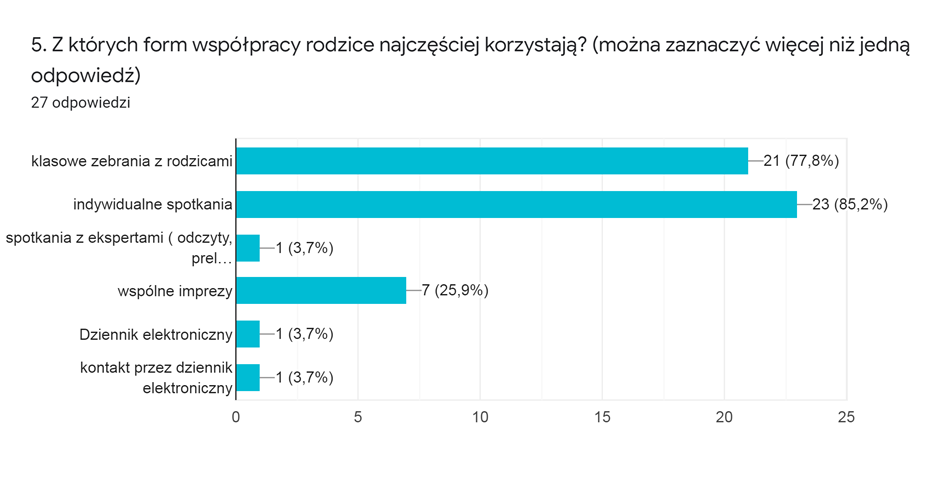 5. Z których form współpracy rodzice najczęściej korzystają? (można zaznaczyć więcej niż jedną
odpowiedź)
27 odpowiedzi
klasowe zebrania z rodzicami
21 (77,8%)
indywidualne spotkania
23 (85,2%)
spotkania z ekspertami ( odczyty,
prel…
1 (3,7%)
wspólne imprezy
7 (25,9%)
Dziennik elektroniczny
1 (3,7%)
kontakt przez dziennik
elektroniczny
1 (3,7%)
0 5 10 15 20 25